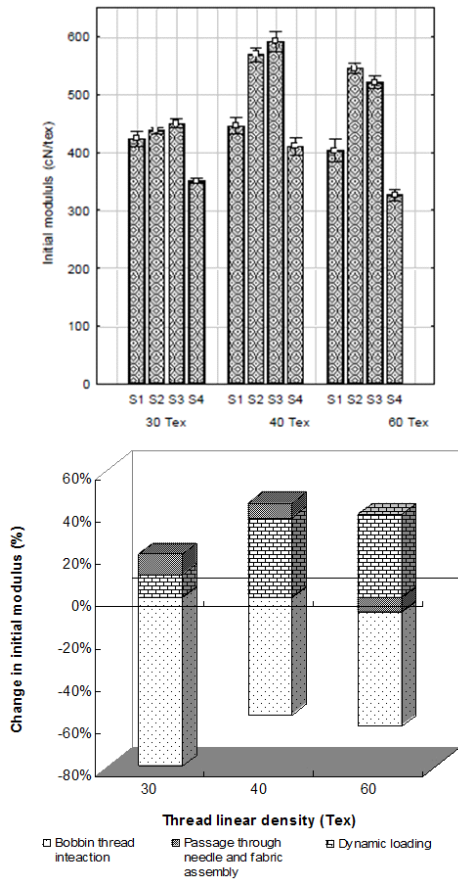 600
500
400
300
200
100
0
Initial modulus (cN/tex)
S1 S2 S3 S4 S1 S2 S3 S4 S1 S2 S3 S4
30 Tex 40 Tex 60 Tex
60%
40%
20%
0%
-20%
-40%
-60%
-80%
Change in initial modulus (%)
30 40 60
Thread linear density (Tex)
Bobbin thread Passage through Dynamic loading
inteaction needle and fabric
assembly